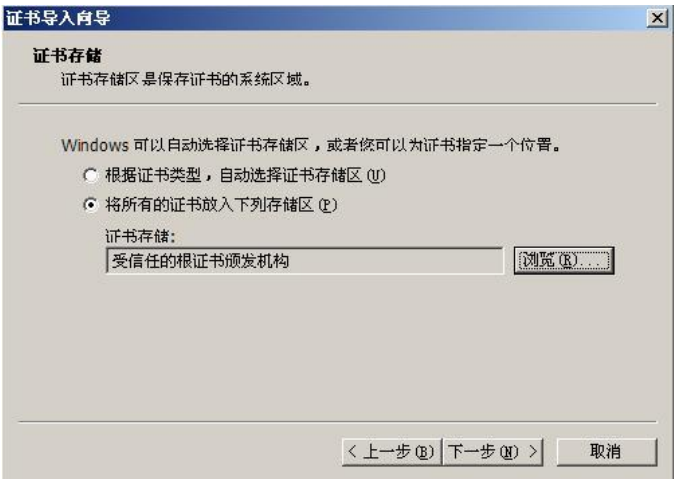 证书导入向导
证书存储
证书存储区是保存证书的系统区域。
Windows 可以自动选择证书存储区，或者您可以为证书指定一个位置。
根据证书类型，自动选择证书存储区(U)
将所有的证书放入下列存储区(P)
证书存储:
受信任的根证书颁发机构
浏览(R)...
< 上一步(B) 下一步(N) > 取消